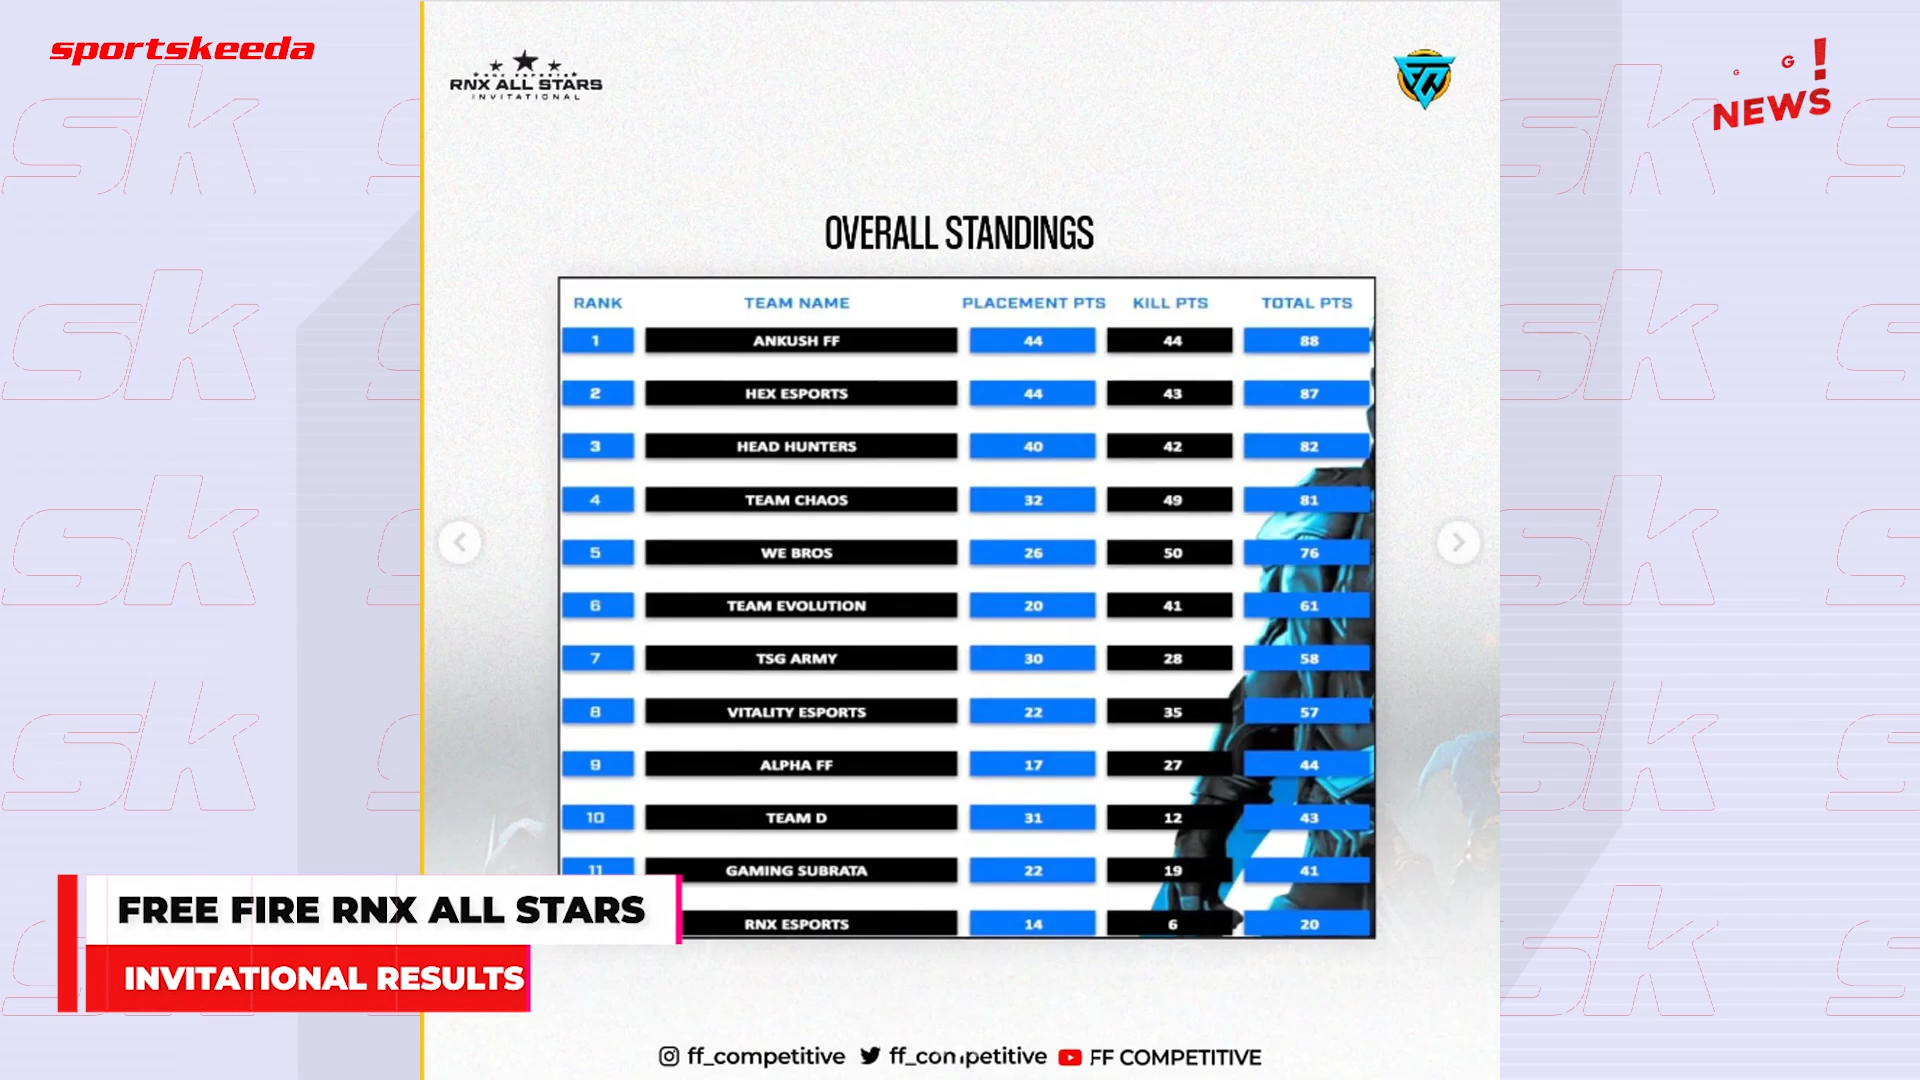 sportskeeda
RNX ALL STARS
INVITATIONAL
G G !
NEWS
OVERALL STANDINGS
RANK TEAM NAME PLACEMENT PTS KILL PTS TOTAL PTS
1 ANKUSH FF 44 44 88
2 HEX ESPORTS 44 43 87
3 HEAD HUNTERS 40 42 82
4 TEAM CHAOS 32 49 81
5 WE BROS 26 50 76
6 TEAM EVOLUTION 20 41 61
7 TSG ARMY 30 28 58
8 VITALITY ESPORTS 22 35 57
9 ALPHA FF 17 27 44
10 TEAM D 31 12 43
11 GAMING SUBRATA 22 19 41
RNX ESPORTS 14 6 20
FREE FIRE RNX ALL STARS
INVITATIONAL RESULTS
ff_competitive ff_competitive FF COMPETITIVE